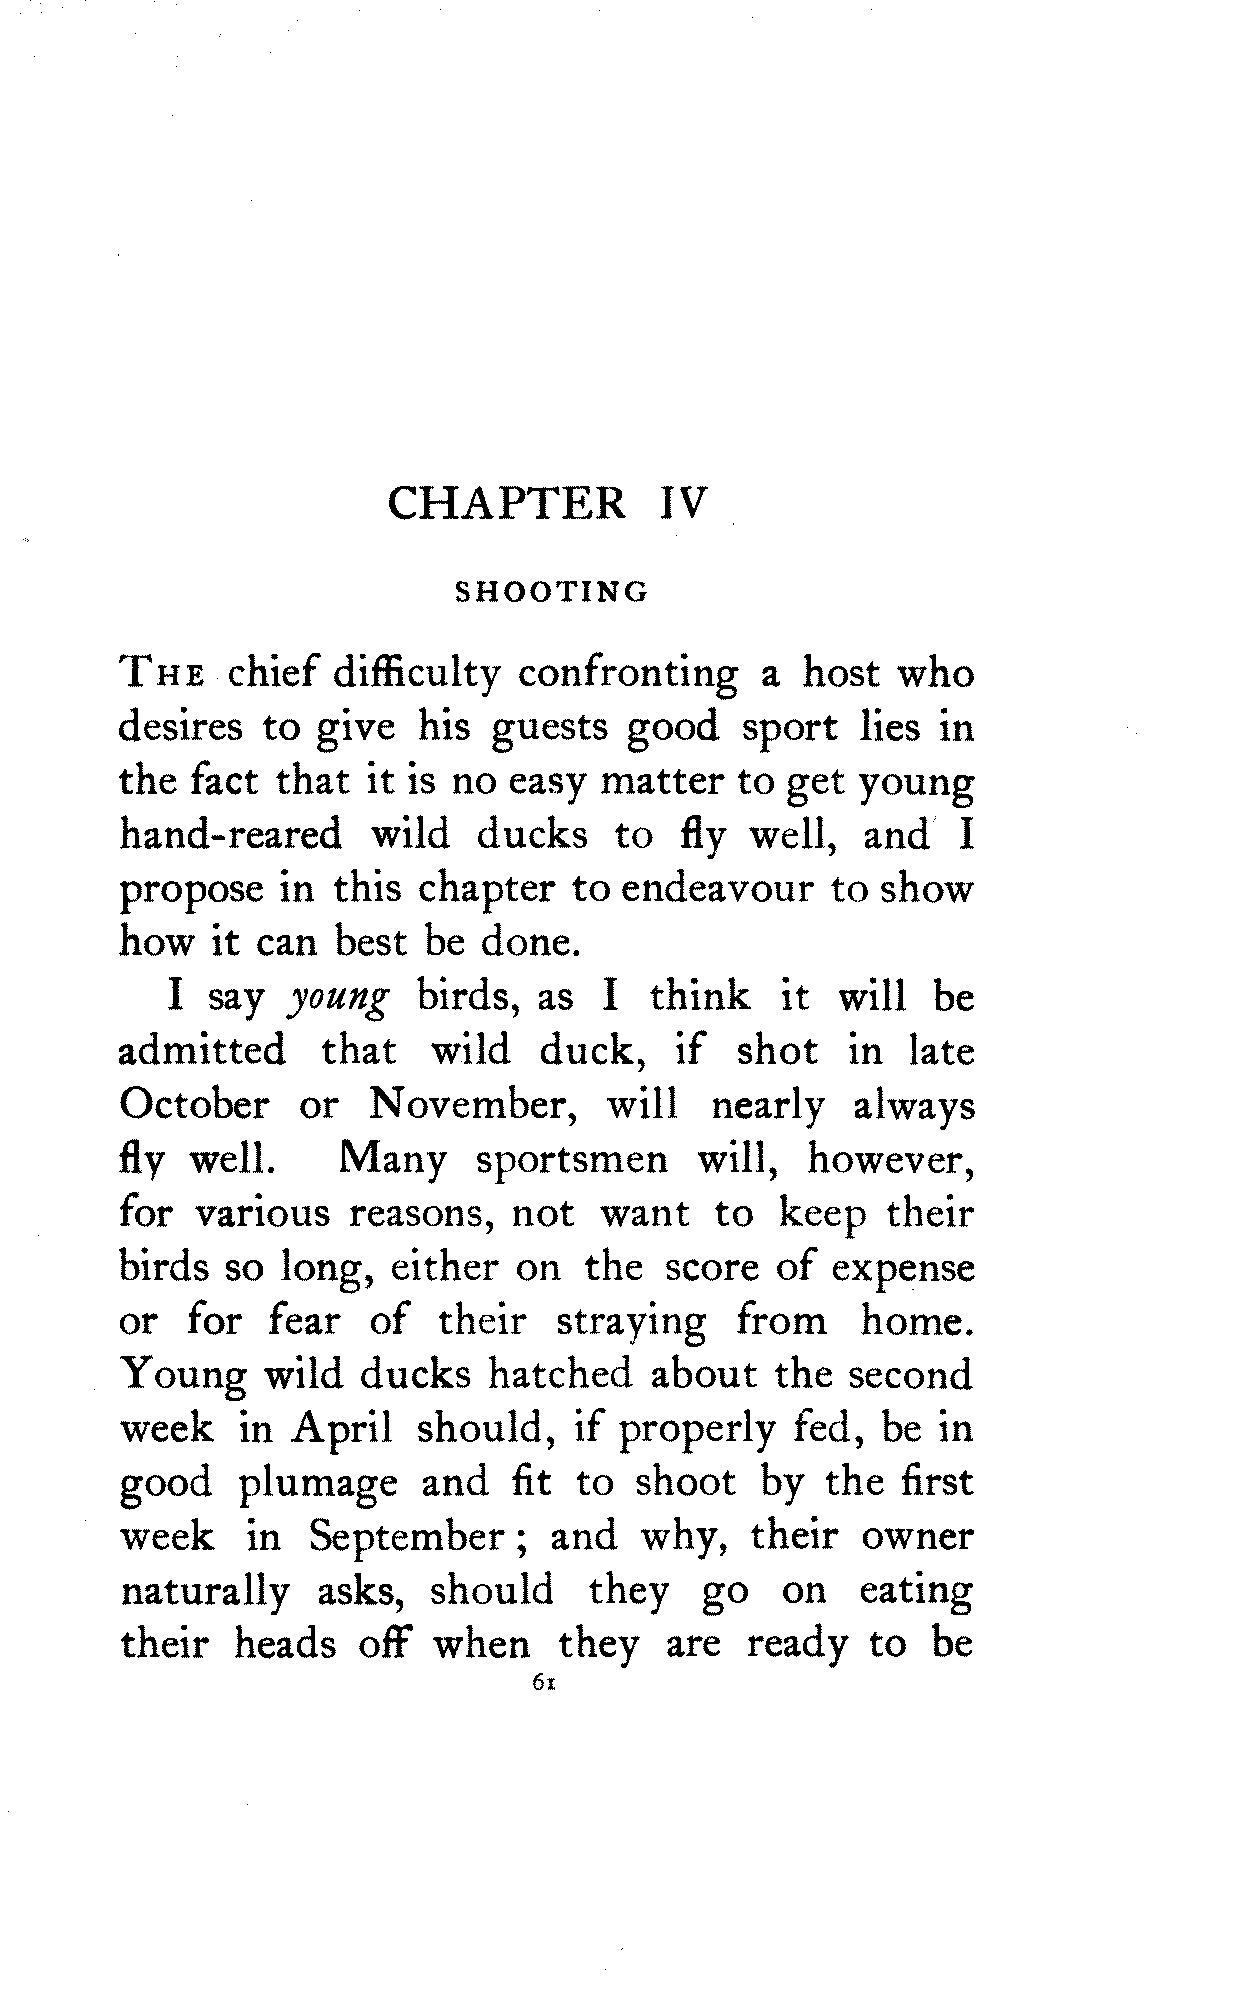 CHAPTER IV
SHOOTING
THE chief difficulty confronting a host who
desires to give his guests good sport lies in
the fact that it is no easy matter to get young
hand-reared wild ducks to fly well, and I
propose in this chapter to endeavour to show
how it can best be done.
I say young birds, as I think it will be
admitted that wild duck, if shot in late
October or November, will nearly always
fly well. Many sportsmen will, however,
for various reasons, not want to keep their
birds so long, either on the score of expense
or for fear of their straying from home.
Young wild ducks hatched about the second
week in April should, if properly fed, be in
good plumage and fit to shoot by the first
week in September ; and why, their owner
naturally asks, should they go on eating
their heads off when they are ready to be
61